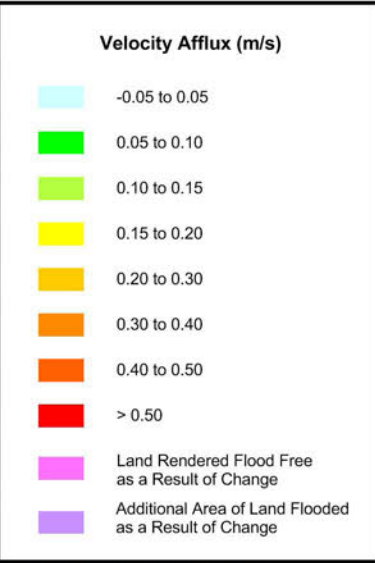 Velocity Afflux (m/s)
-0.05 to 0.05
0.05 to 0.10
0.10 to 0.15
0.15 to 0.20
0.20 to 0.30
0.30 to 0.40
0.40 to 0.50
> 0.50
Land Rendered Flood Free
as a Result of Change
Additional Area of Land Flooded
as a Result of Change